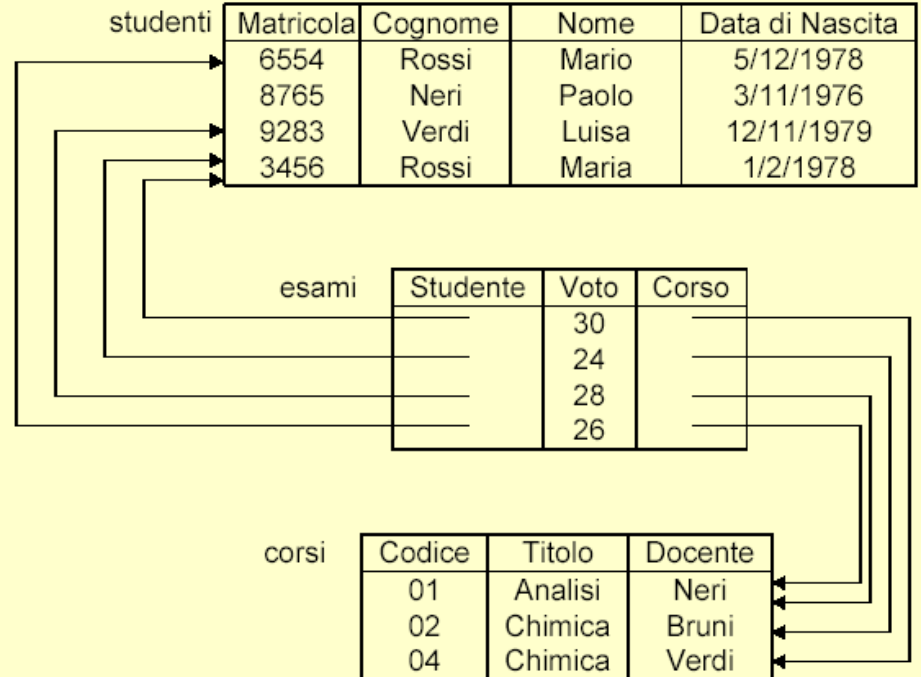 studenti Matricola Cognome Nome Data di Nascita
6554 Rossi Mario 5/12/1978
8765 Neri Paolo 3/11/1976
9283 Verdi Luisa 12/11/1979
3456 Rossi Maria 1/2/1978
esami Studente Voto Corso
30
24
28
26
corsi Codice Titolo Docente
01 Analisi Neri
02 Chimica Bruni
04 Chimica Verdi